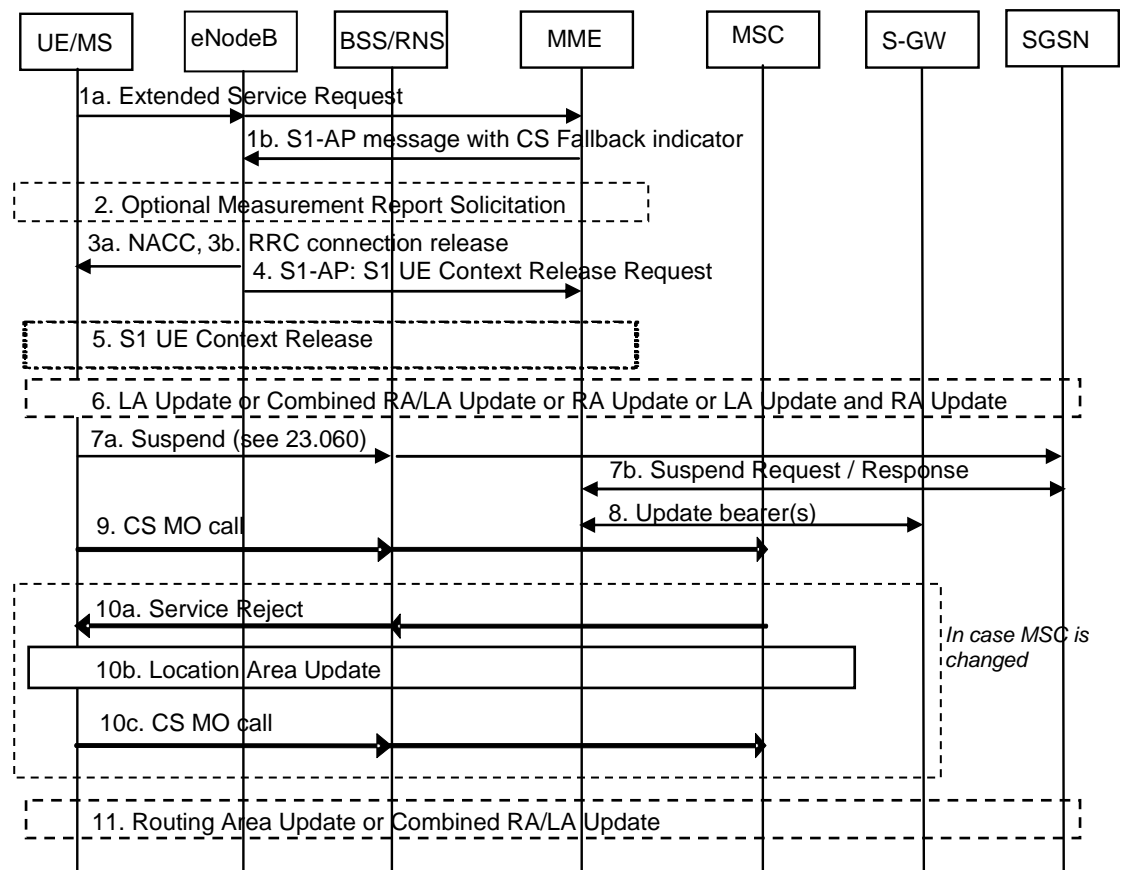 UE/MS
eNodeB
BSS/RNS
MME
MSC
S-GW
SGSN
1a. Extended Service Request
1b. S1-AP message with CS Fallback indicator
2. Optional Measurement Report Solicitation
3a. NACC, 3b. RRC connection release
4. S1-AP: S1 UE Context Release Request
5. S1 UE Context Release
6. LA Update or Combined RA/LA Update or RA Update or LA Update and RA Update
7a. Suspend (see 23.060)
7b. Suspend Request / Response
8. Update bearer(s)
9. CS MO call
10a. Service Reject
In case MSC is
changed
10b. Location Area Update
10c. CS MO call
11. Routing Area Update or Combined RA/LA Update